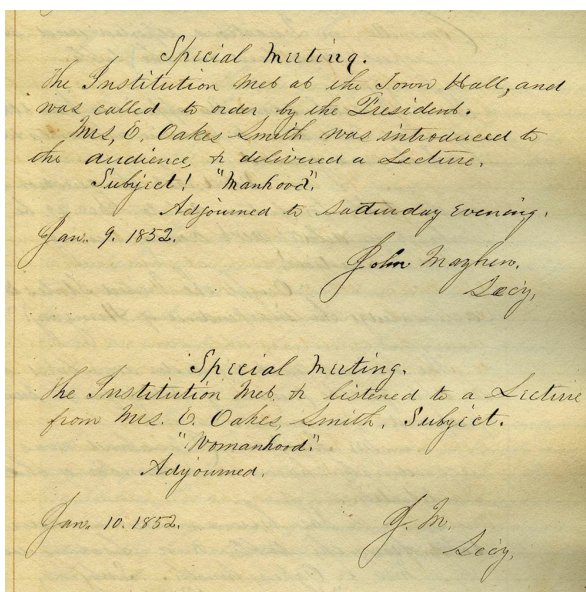 Special Meeting.
The Institution met at the Town Hall, and
was called to order by the President.
Mrs, E. Oakes Smith was introduced to
the audience, & delivered a Lecture.
Subject! "Manhood."
Adjourned to Satturday Evening.
Jan. 9. 1852.
John Mayhew,
Secy,
Special Meeting.
The Institution Met & listened to a Lecture
from Mrs. E. Oakes, Smith, Subject.
"Womanhood."
Adjourned.
Jan. 10. 1852.
J. M.
Secy,